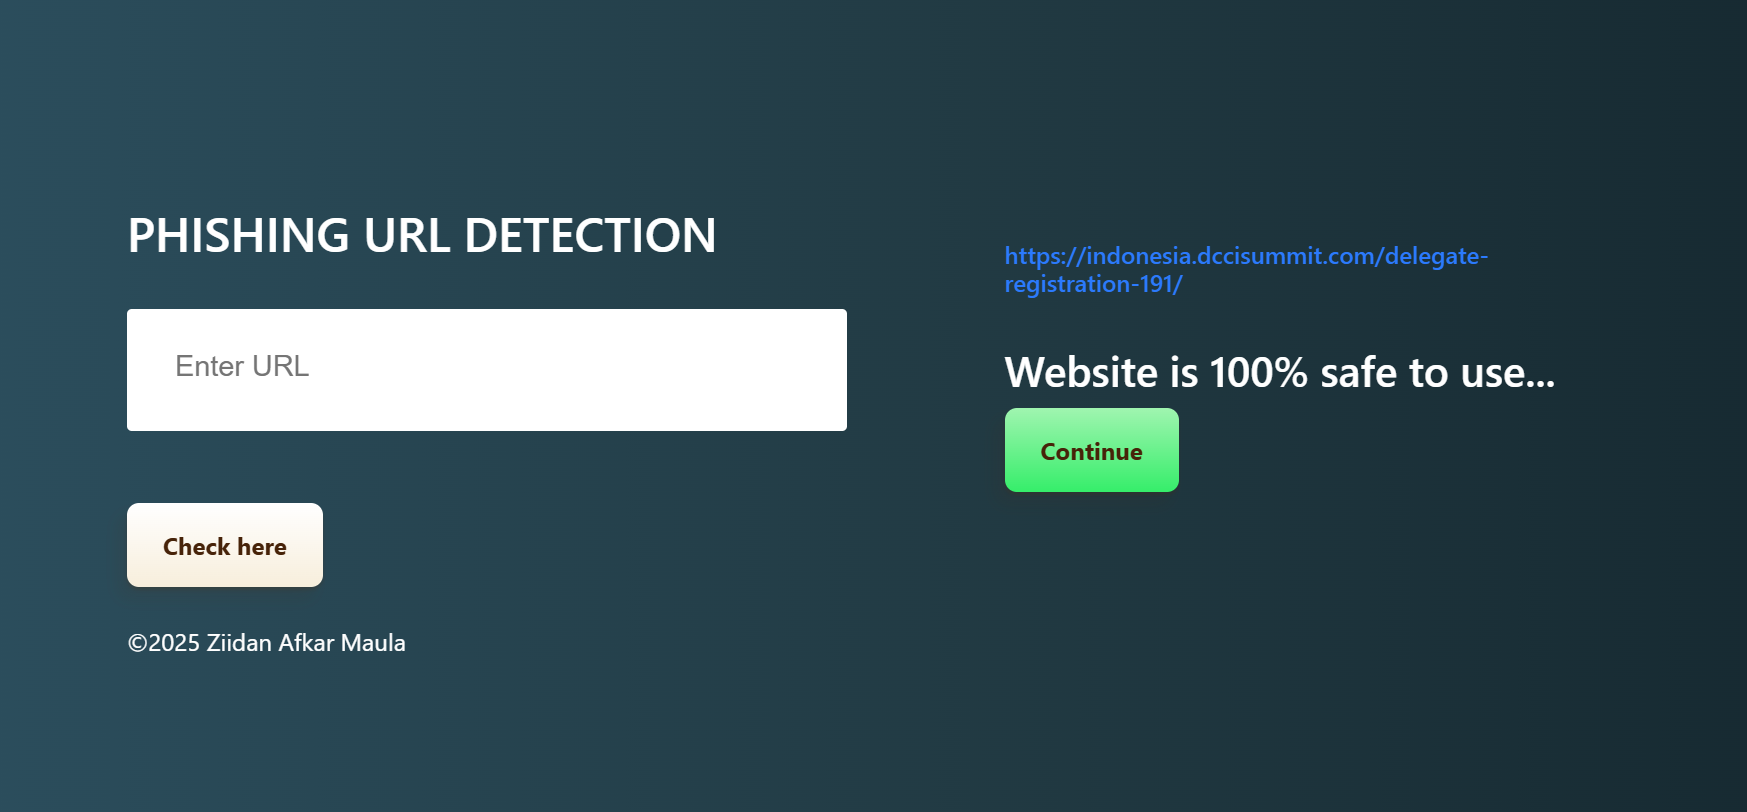 PHISHING URL DETECTION
Enter URL
Check here
©2025 Ziidan Afkar Maula
https://indonesia.dccisummit.com/delegate-
registration-191/
Website is 100% safe to use...
Continue